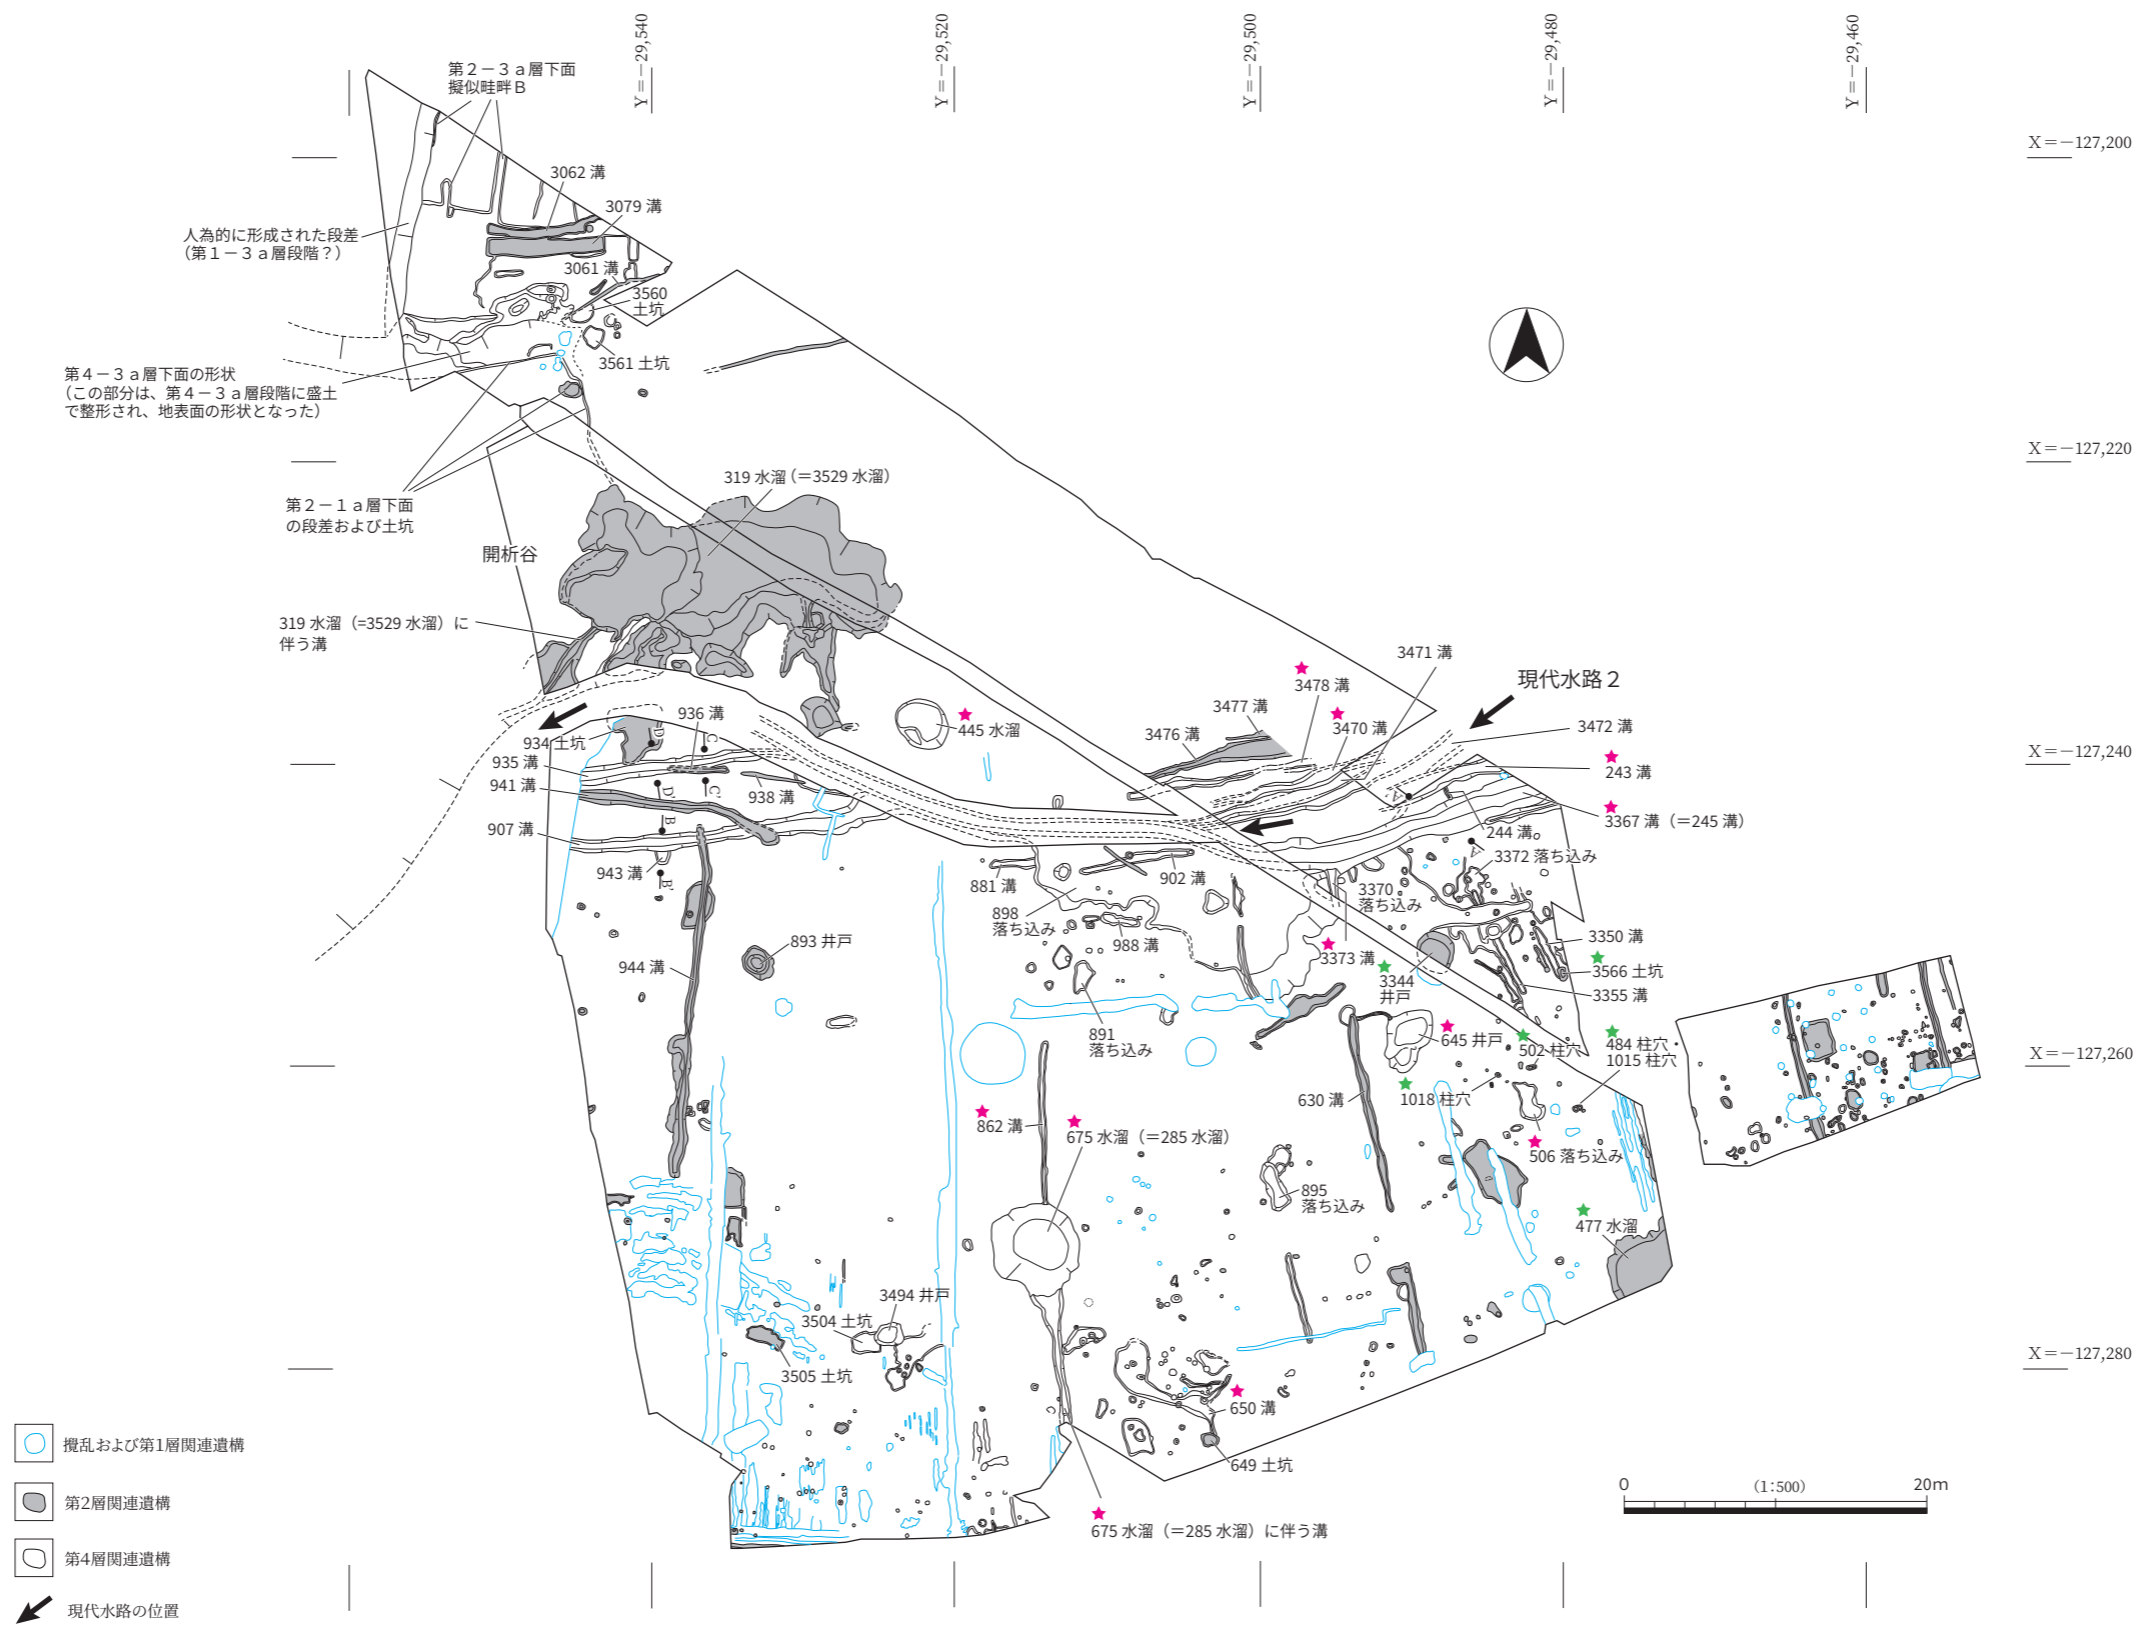 Y＝－29,540
Y＝－29,520
Y＝－29,500
Y＝－29,480
Y＝－29,460
X＝－127,200
X＝－127,220
X＝－127,240
X＝－127,260
X＝－127,280
第２－３ａ層下面
擬似畦畔Ｂ
3062 溝
3079 溝
人為的に形成された段差
（第１－３ａ層段階？）
3061 溝
3560
土坑
3561 土坑
第４－３ａ層下面の形状
（この部分は、第４－３ａ層段階に盛土
で整形され、地表面の形状となった）
第２－１ａ層下面
の段差および土坑
319 水溜（＝3529 水溜）
開析谷
319 水溜（=3529 水溜）に
伴う溝
3471 溝
3478 溝
現代水路２
3477 溝
3470 溝
3472 溝
3476 溝
936 溝
445 水溜
934 土坑
D
C
935 溝
243 溝
941 溝
938 溝
D'
C'
A
3367 溝（＝245 溝）
907 溝
B
244 溝
A'
3372 落ち込み
943 溝
B'
881 溝
902 溝
3370
落ち込み
898
落ち込み
988 溝
893 井戸
3350 溝
944 溝
3373 溝
3566 土坑
3344
井戸
3355 溝
891
落ち込み
645 井戸
502 柱穴
484 柱穴・
1015 柱穴
630 溝
1018 柱穴
862 溝
675 水溜（＝285 水溜）
506 落ち込み
895
落ち込み
477 水溜
3494 井戸
3504 土坑
3505 土坑
650 溝
649 土坑
675 水溜（＝285 水溜）に伴う溝
攪乱および第1層関連遺構
第2層関連遺構
第4層関連遺構
現代水路の位置
0
（1：500）
20m